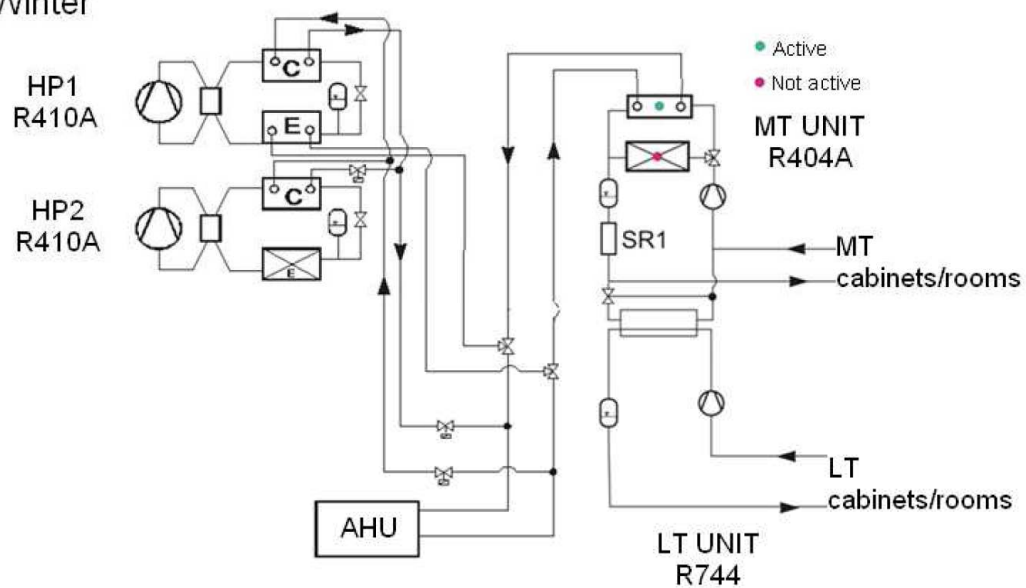 Winter
HP1
R410A
C
E
HP2
R410A
C
E
AHU
Active
Not active
MT UNIT
R404A
SR1
MT
cabinets/rooms
LT
cabinets/rooms
LT UNIT
R744